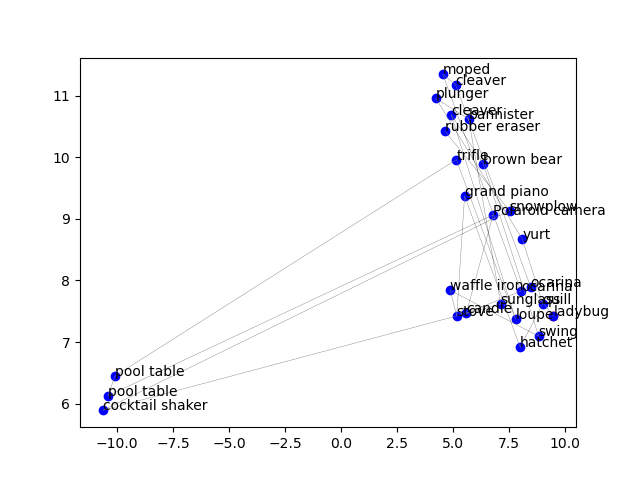 moped
cleaver
plunger
cleaver
bannister
rubber eraser
trifle
brown bear
grand piano
snowplow
Polaroid camera
yurt
waffle iron
ocarina
ocarina
sunglass
quill
candle
stove
loupe
ladybug
swing
hatchet
pool table
pool table
cocktail shaker
11
10
9
8
7
6
−10.0 −7.5 −5.0 −2.5 0.0 2.5 5.0 7.5 10.0